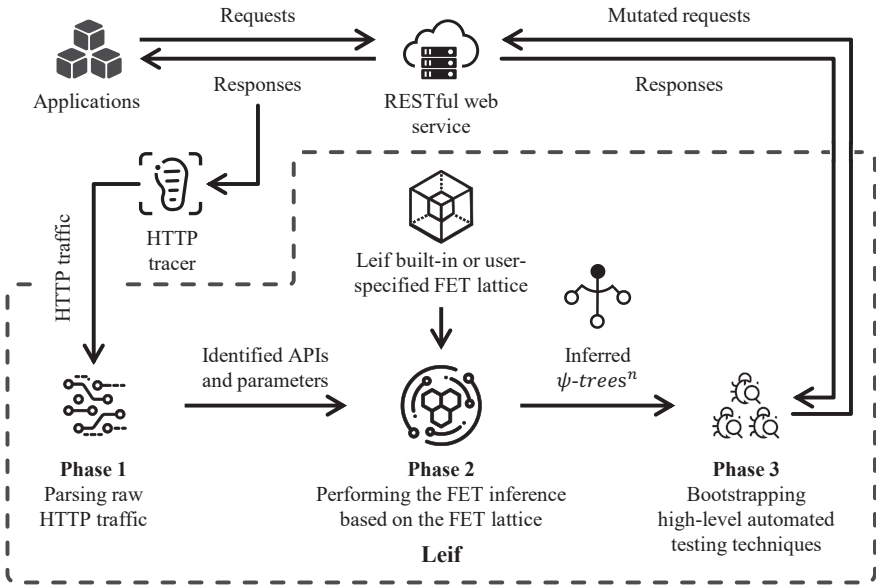 Requests
Mutated requests
Responses
Responses
Applications
RESTful web
service
HTTP traffic
HTTP
tracer
Leif built-in or user-
specified FET lattice
Identified APIs
and parameters
Inferred
ψ-treesⁿ
Phase 1
Parsing raw
HTTP traffic
Phase 2
Performing the FET inference
based on the FET lattice
Phase 3
Bootstrapping
high-level automated
testing techniques
Leif